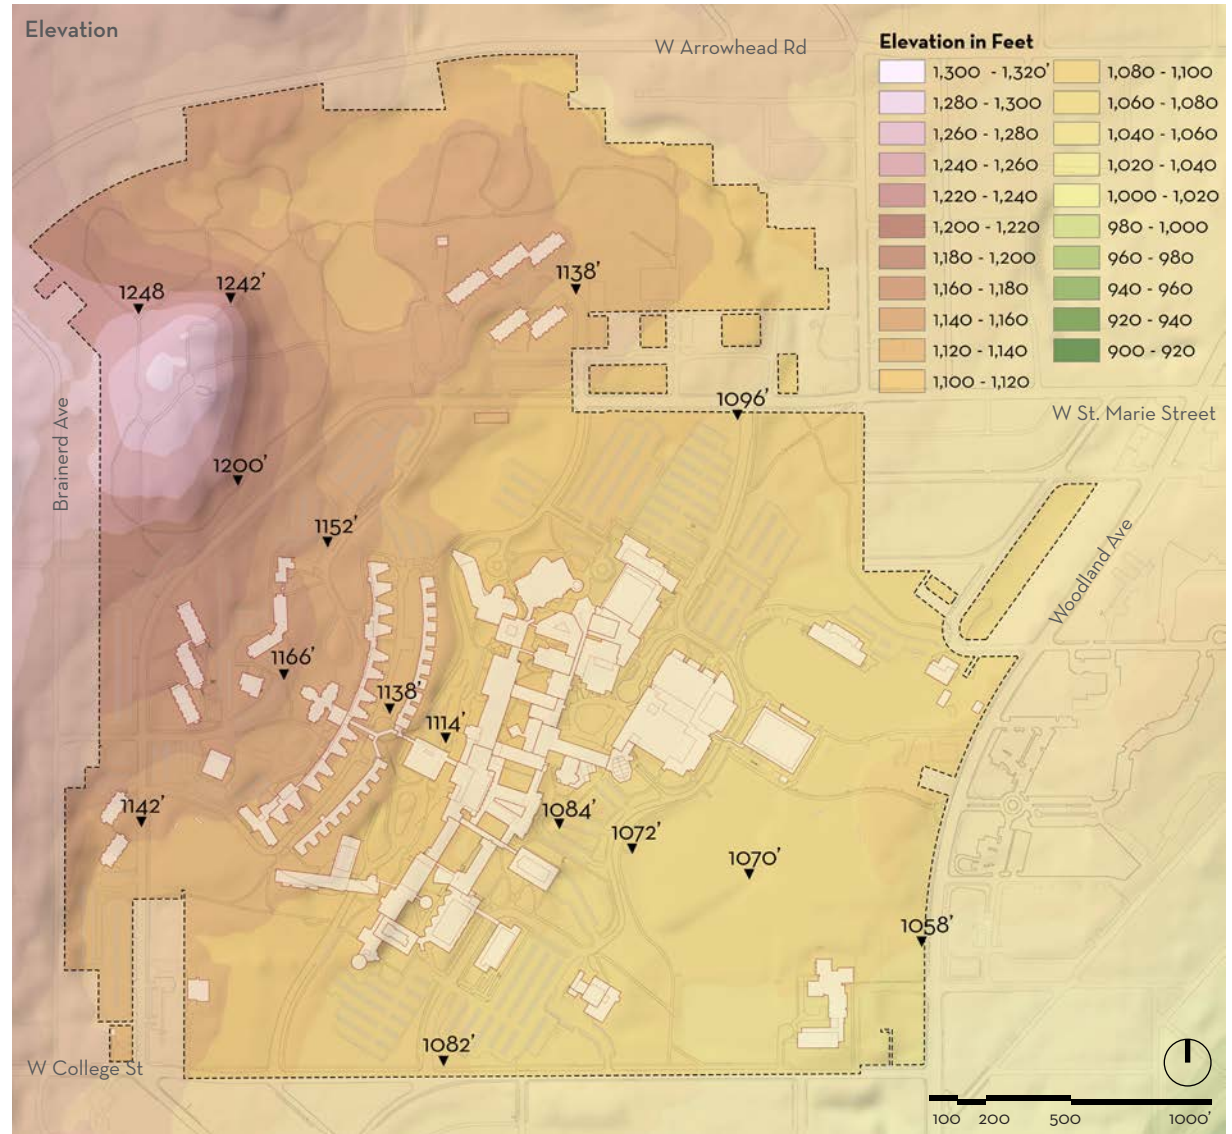 Elevation
W Arrowhead Rd
Elevation in Feet
1,300 - 1,320'
1,280 - 1,300
1,260 - 1,280
1,240 - 1,260
1,220 - 1,240
1,200 - 1,220
1,180 - 1,200
1,160 - 1,180
1,140 - 1,160
1,120 - 1,140
1,100 - 1,120
1,080 - 1,100
1,060 - 1,080
1,040 - 1,060
1,020 - 1,040
1,000 - 1,020
980 - 1,000
960 - 980
940 - 960
920 - 940
900 - 920
1138'
1242'
1248
1096'
W St. Marie Street
Brainerd Ave
1200'
1152'
Woodland Ave
1166'
1138'
1114'
1142'
1084'
1072'
1070'
1058'
1082'
W College St
100 200 500 1000'